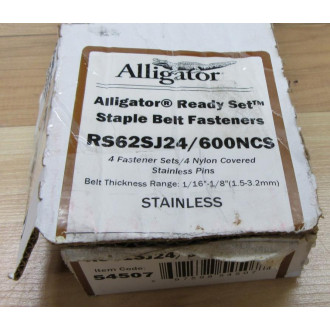 Alligator®
Alligator® Ready Set™
Staple Belt Fasteners
RS62SJ24/600NCS
4 Fastener Sets/4 Nylon Covered
Stainless Pins
Belt Thickness Range: 1/16"-1/8"(1.5-3.2mm)
STAINLESS
Item Code:
54507